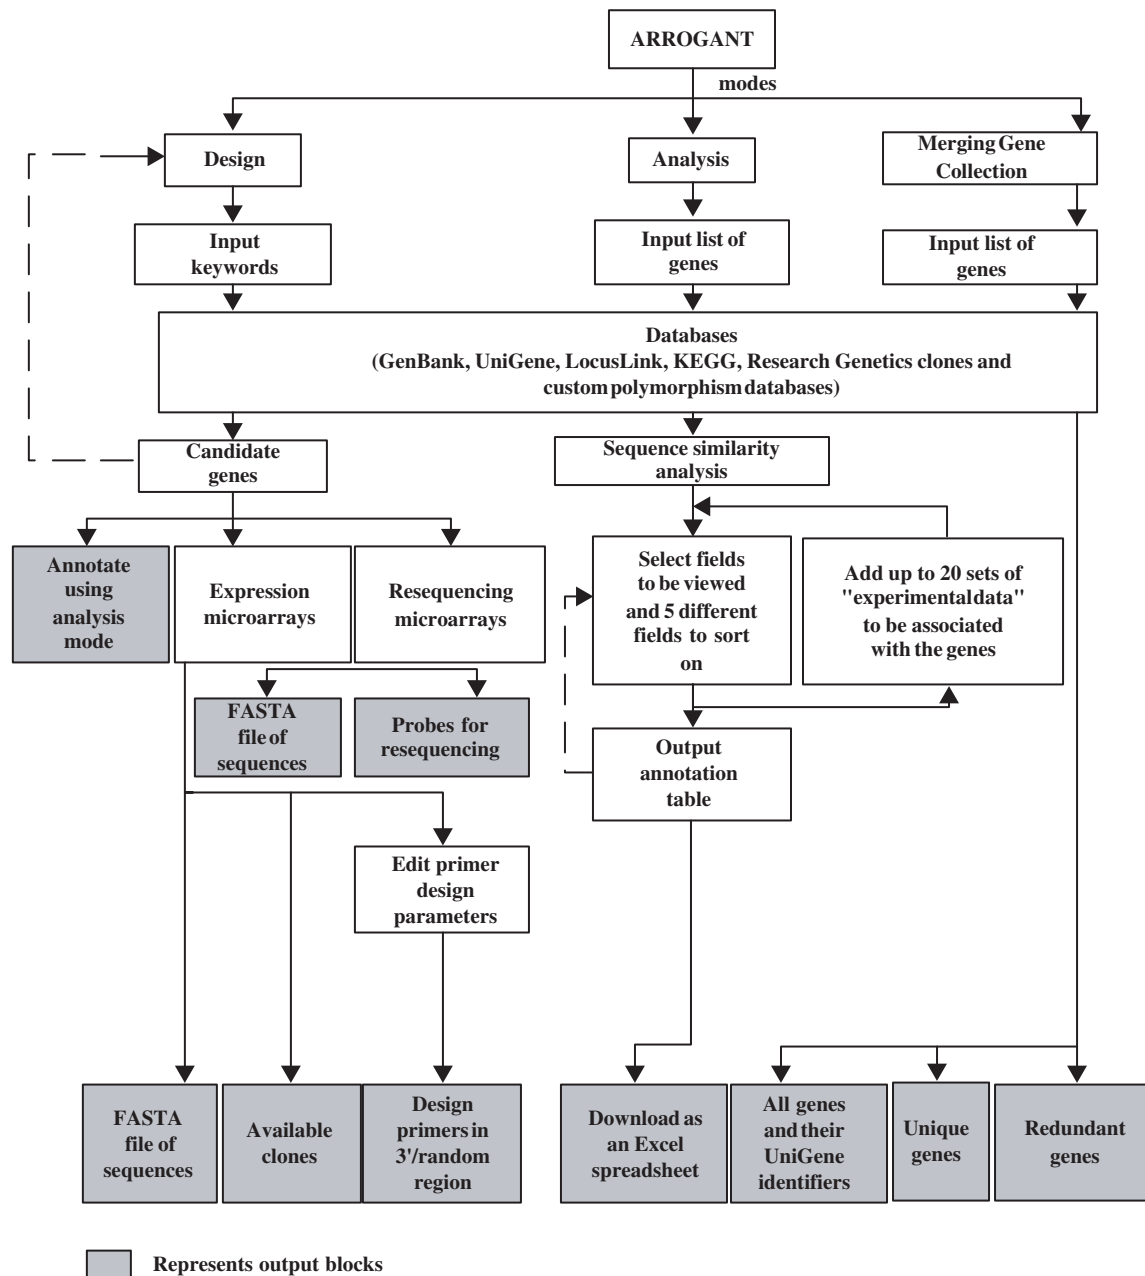 ARROGANT
modes
Design
Analysis
Merging Gene
Collection
Input
keywords
Input list of
genes
Input list of
genes
Databases
(GenBank, UniGene, LocusLink, KEGG, Research Genetics clones and
custom polymorphism databases)
Candidate
genes
Sequence similarity
analysis
Annotate
using
analysis
mode
Expression
microarrays
Resequencing
microarrays
Select fields
to be viewed
and 5 different
fields to sort
on
Add up to 20 sets of
"experimental data"
to be associated
with the genes
FASTA
file of
sequences
Probes for
resequencing
Output
annotation
table
Edit primer
design
parameters
FASTA
file of
sequences
Available
clones
Design
primers in
3'/random
region
Download as
an Excel
spreadsheet
All genes
and their
UniGene
identifiers
Unique
genes
Redundant
genes
Represents output blocks